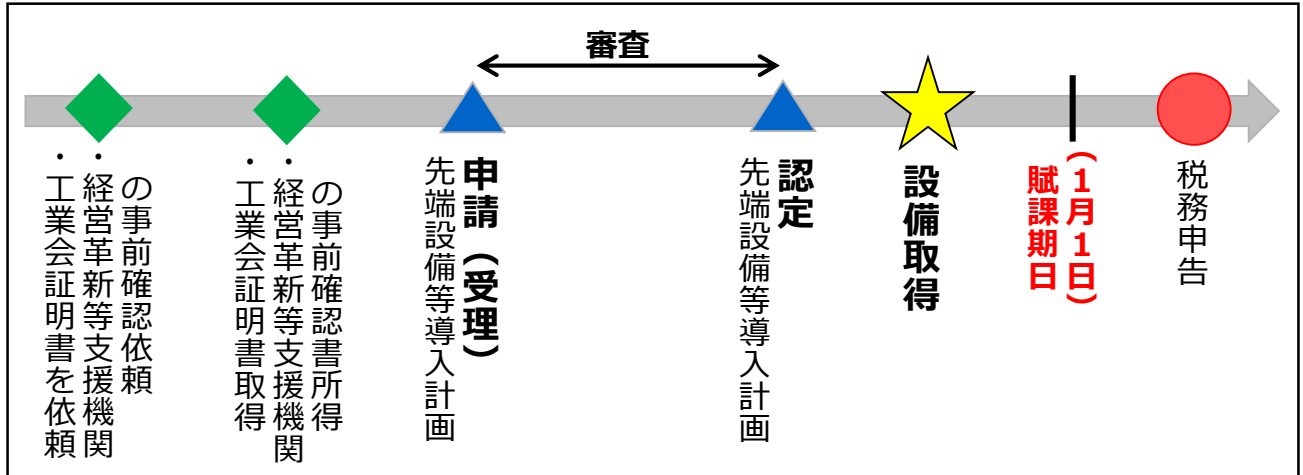 審査
・経営革新等支援機関
の事前確認依頼
・工業会証明書を依頼
・経営革新等支援機関
の事前確認書所得
・工業会証明書取得
先端設備等導入計画
申請（受理）
先端設備等導入計画
認定
設備取得
賦課期日
（１月１日）
税務申告